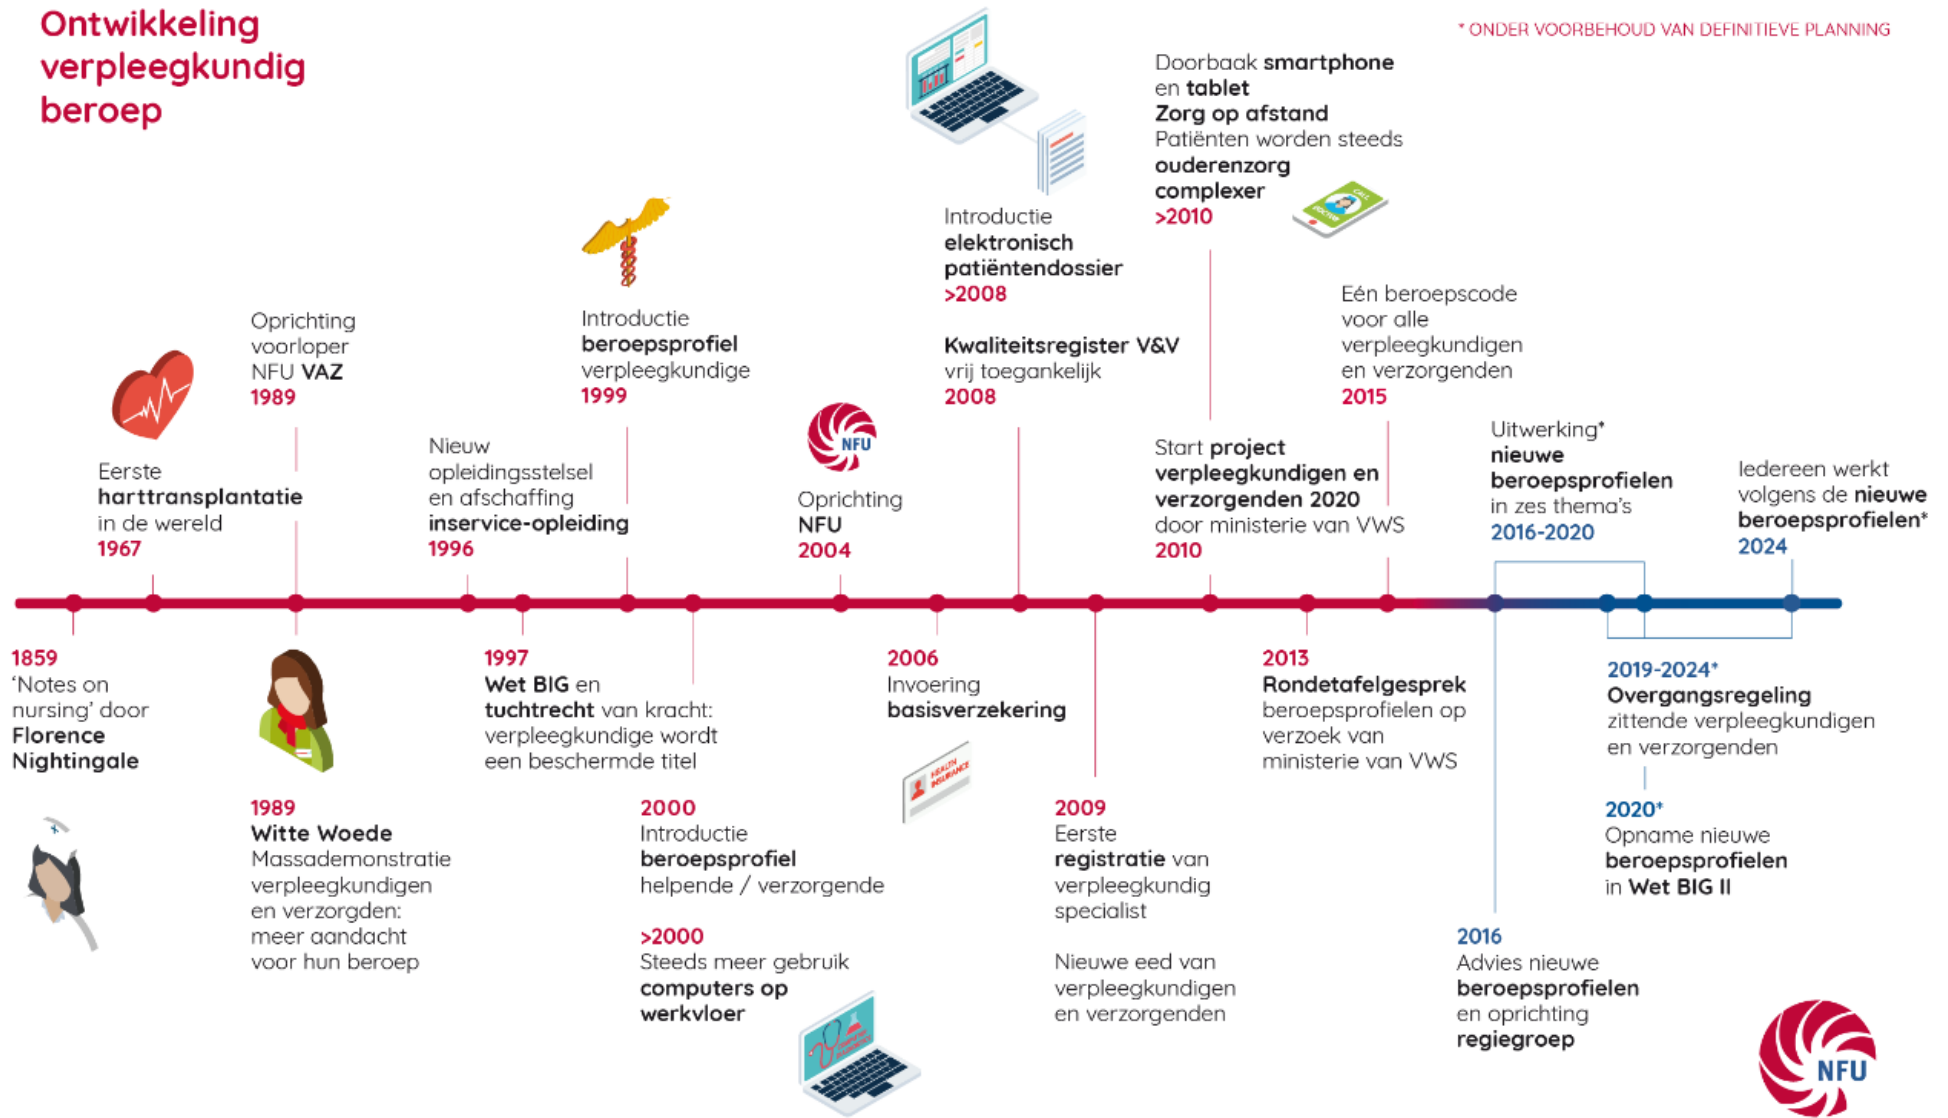 Ontwikkeling
verpleegkundig
beroep
* ONDER VOORBEHOUD VAN DEFINITIEVE PLANNING
Eerste
harttransplantatie
in de wereld
1967
Oprichting
voorloper
NFU VAZ
1989
Nieuw
opleidingsstelsel
en afschaffing
inservice-opleiding
1996
Introductie
beroepsprofiel
verpleegkundige
1999
NFU
Oprichting
NFU
2004
Introductie
elektronisch
patiëntendossier
>2008
Kwaliteitsregister V&V
vrij toegankelijk
2008
Doorbaak smartphone
en tablet
Zorg op afstand
Patiënten worden steeds
ouderenzorg
complexer
>2010
CALL
DOCTOR
Start project
verpleegkundigen en
verzorgenden 2020
door ministerie van VWS
2010
Eén beroepscode
voor alle
verpleegkundigen
en verzorgenden
2015
Uitwerking*
nieuwe
beroepsprofielen
in zes thema's
2016-2020
Iedereen werkt
volgens de nieuwe
beroepsprofielen*
2024
1859
'Notes on
nursing' door
Florence
Nightingale
1989
Witte Woede
Massademonstratie
verpleegkundigen
en verzorgden:
meer aandacht
voor hun beroep
1997
Wet BIG en
tuchtrecht van kracht:
verpleegkundige wordt
een beschermde titel
2000
Introductie
beroepsprofiel
helpende / verzorgende
>2000
Steeds meer gebruik
computers op
werkvloer
2006
Invoering
basisverzekering
HEALTH
INSURANCE
2009
Eerste
registratie van
verpleegkundig
specialist
Nieuwe eed van
verpleegkundigen
en verzorgenden
2013
Rondetafelgesprek
beroepsprofielen op
verzoek van
ministerie van VWS
2016
Advies nieuwe
beroepsprofielen
en oprichting
regiegroep
2019-2024*
Overgangsregeling
zittende verpleegkundigen
en verzorgenden
2020*
Opname nieuwe
beroepsprofielen
in Wet BIG II
NFU